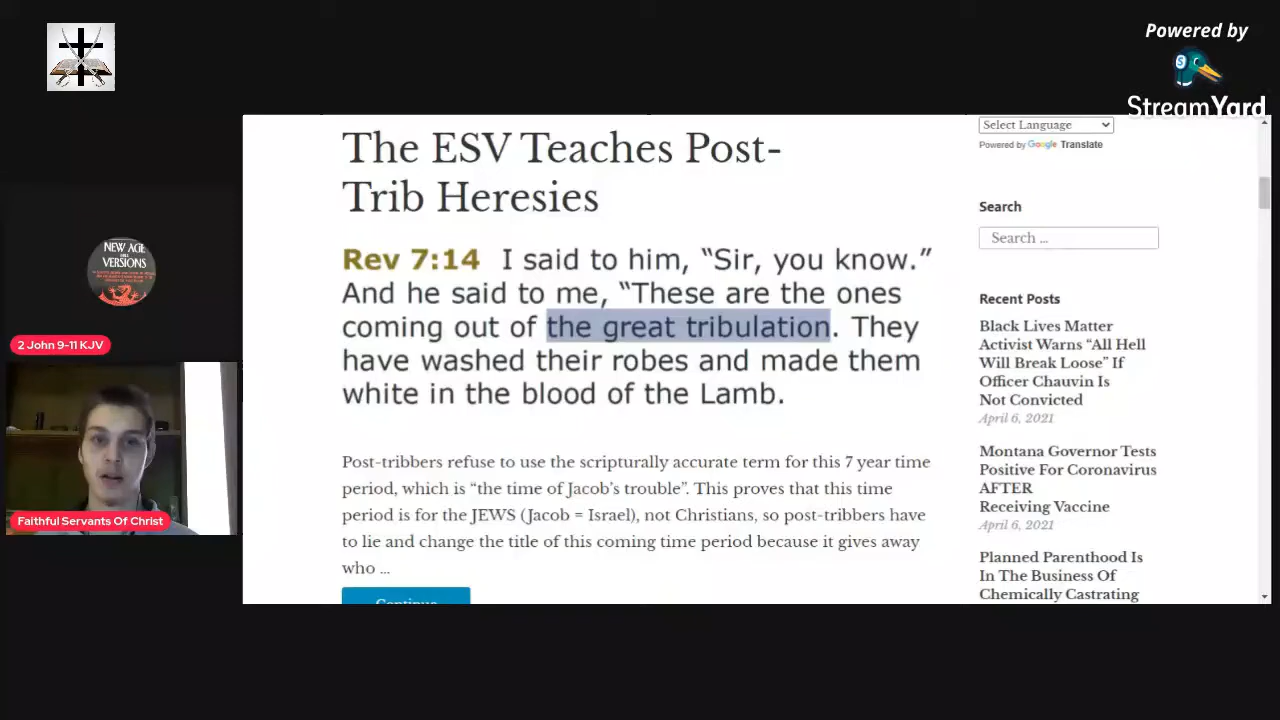 Powered by
StreamYard
The ESV Teaches Post-
Trib Heresies
Rev 7:14 I said to him, “Sir, you know.”
And he said to me, “These are the ones
coming out of the great tribulation. They
have washed their robes and made them
white in the blood of the Lamb.
Post-tribbers refuse to use the scripturally accurate term for this 7 year time
period, which is “the time of Jacob’s trouble”. This proves that this time
period is for the JEWS (Jacob = Israel), not Christians, so post-tribbers have
to lie and change the title of this coming time period because it gives away
who …
Continue
Select Language
Powered by Google Translate
Search
Search …
Recent Posts
Black Lives Matter
Activist Warns “All Hell
Will Break Loose” If
Officer Chauvin Is
Not Convicted
April 6, 2021
Montana Governor Tests
Positive For Coronavirus
AFTER
Receiving Vaccine
April 6, 2021
Planned Parenthood Is
In The Business Of
Chemically Castrating
NEW AGE
BIBLE
VERSIONS
2 John 9-11 KJV
Faithful Servants Of Christ